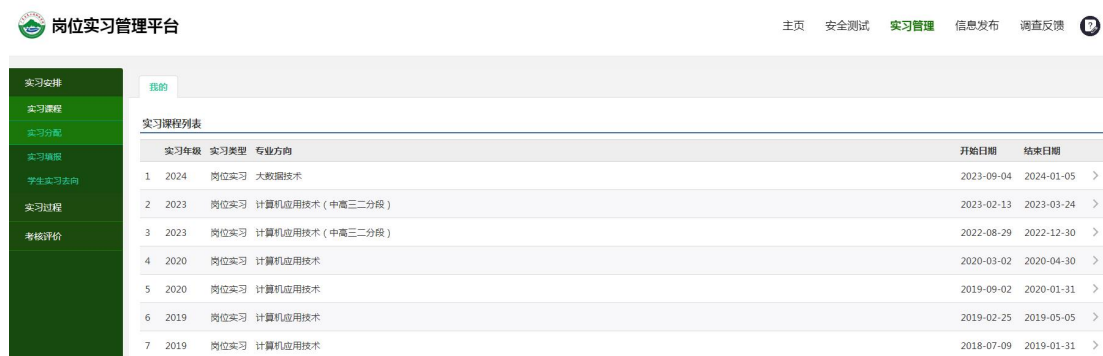 岗位实习管理平台
主页 安全测试 实习管理 信息发布 调查反馈
实习安排
实习课程
实习分配
实习填报
学生实习去向
实习过程
考核评价
我的
实习课程列表
实习年级 实习类型 专业方向 开始日期 结束日期
1 2024 岗位实习 大数据技术 2023-09-04 2024-01-05
2 2023 岗位实习 计算机应用技术(中高三二分段) 2023-02-13 2023-03-24
3 2023 岗位实习 计算机应用技术(中高三二分段) 2022-08-29 2022-12-30
4 2020 岗位实习 计算机应用技术 2020-03-02 2020-04-30
5 2020 岗位实习 计算机应用技术 2019-09-02 2020-01-31
6 2019 岗位实习 计算机应用技术 2019-02-25 2019-05-05
7 2019 岗位实习 计算机应用技术 2018-07-09 2019-01-31